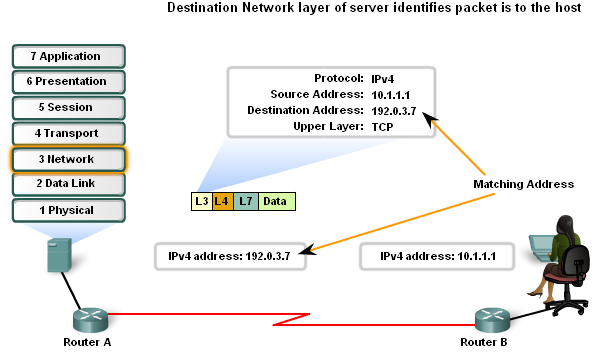 Destination Network layer of server identifies packet is to the host
7 Application
6 Presentation
5 Session
4 Transport
3 Network
2 Data Link
1 Physical
Protocol: IPv4
Source Address: 10.1.1.1
Destination Address: 192.0.3.7
Upper Layer: TCP
Matching Address
L3 L4 L7 Data
IPv4 address: 192.0.3.7
IPv4 address: 10.1.1.1
Router A
Router B